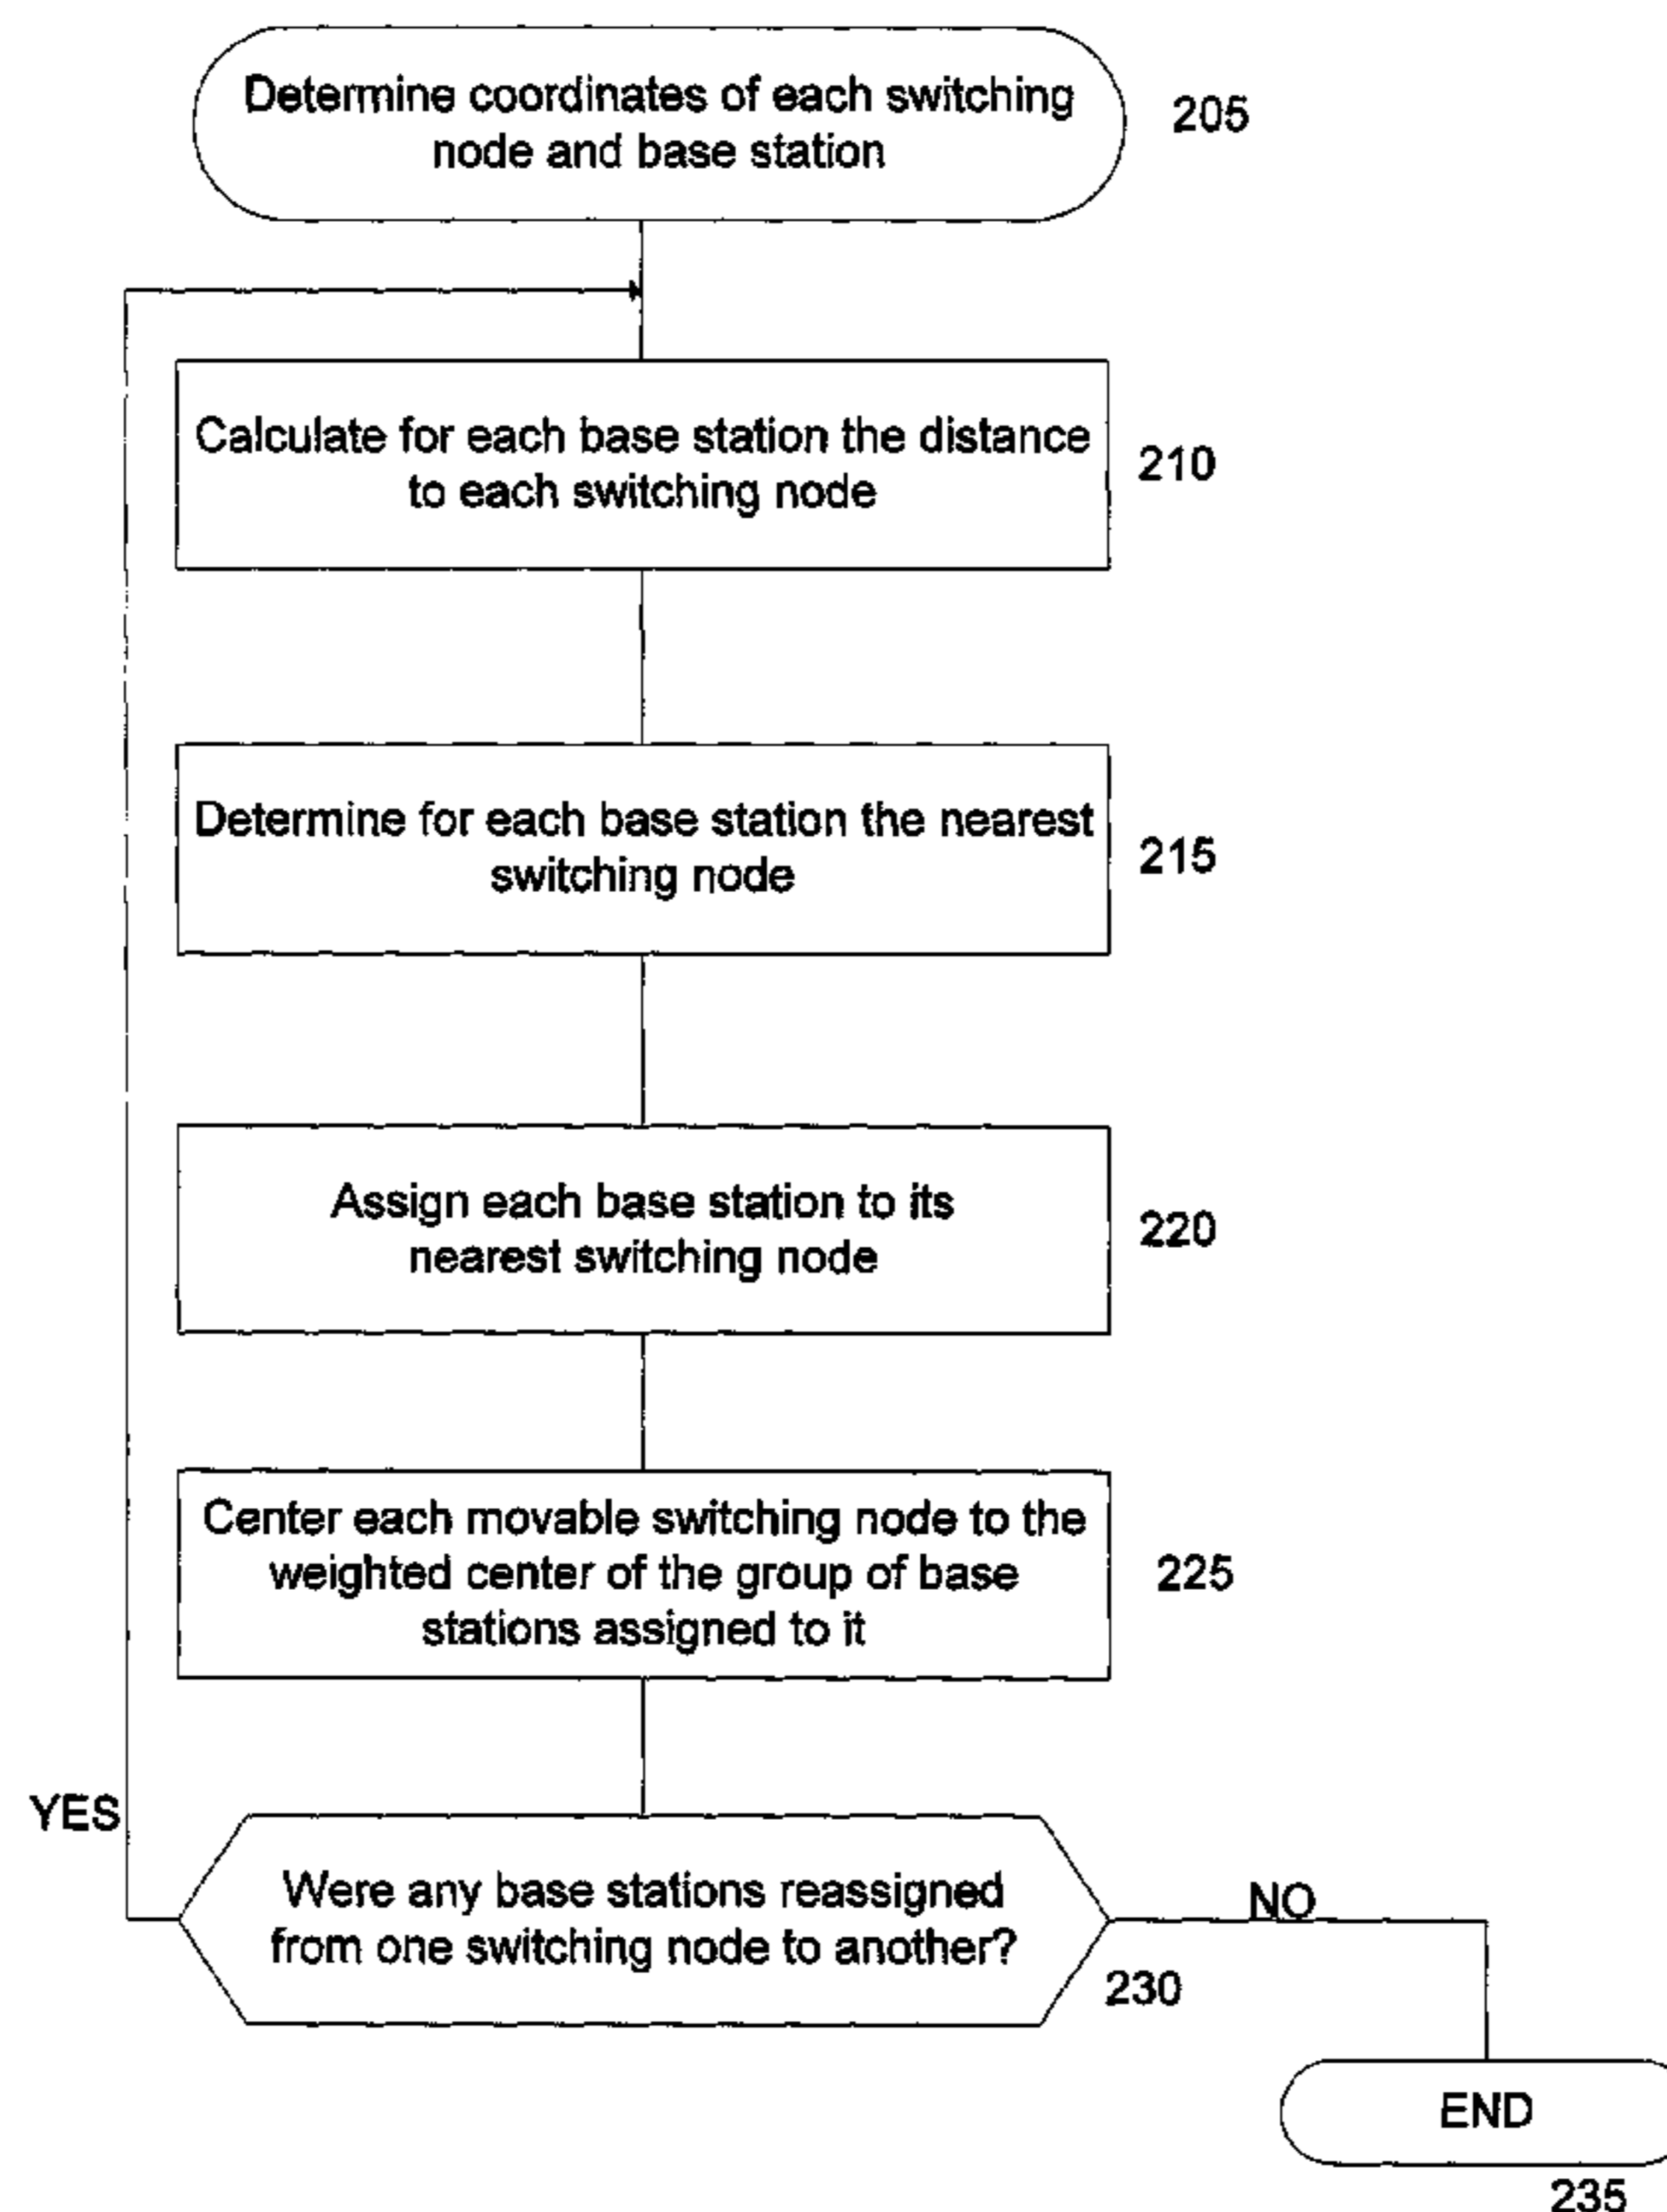 Determine coordinates of each switching
node and base station
205
Calculate for each base station the distance
to each switching node
210
Determine for each base station the nearest
switching node
215
Assign each base station to its
nearest switching node
220
Center each movable switching node to the
weighted center of the group of base
stations assigned to it
225
YES
Were any base stations reassigned
from one switching node to another?
NO
230
END
235